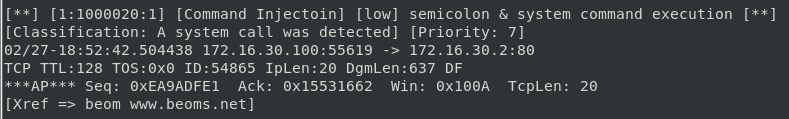 [**] [1:1000020:1] [Command Injectoin] [low] semicolon & system command execution [**]
[Classification: A system call was detected] [Priority: 7]
02/27-18:52:42.504438 172.16.30.100:55619 -> 172.16.30.2:80
TCP TTL:128 TOS:0x0 ID:54865 IpLen:20 DgmLen:637 DF
***AP*** Seq: 0xEA9ADFE1  Ack: 0x15531662  Win: 0x100A  TcpLen: 20
[Xref => beom www.beoms.net]